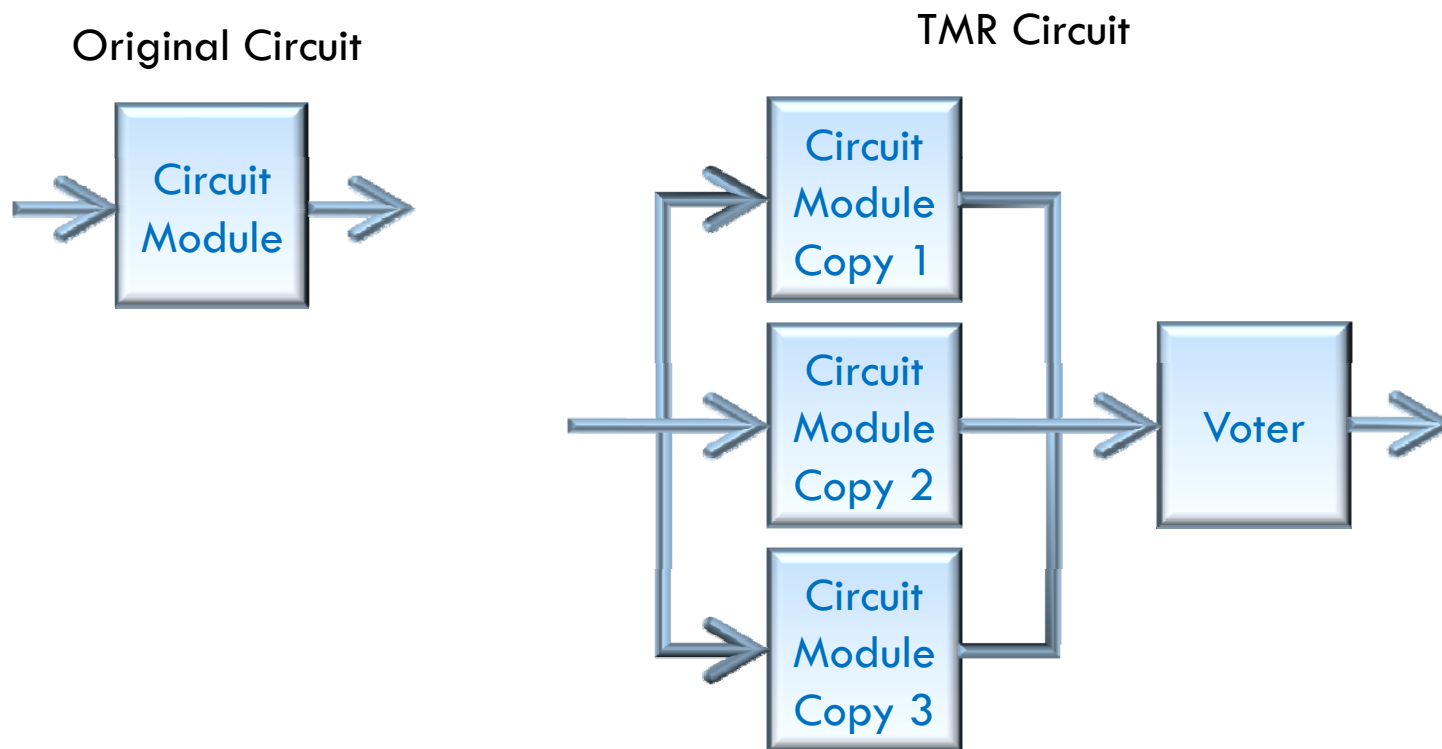 Original Circuit
Circuit
Module
TMR Circuit
Circuit
Module
Copy 1
Circuit
Module
Copy 2
Circuit
Module
Copy 3
Voter